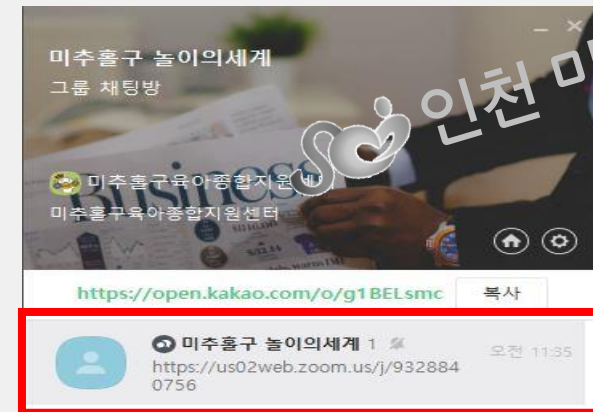 미추홀구 놀이의세계
그룹 채팅방
인천 미
BUSINESS
미추홀구육아종합지원센터
미추홀구육아종합지원센터
https://open.kakao.com/o/g1BELsmc 복사
미추홀구 놀이의세계 1 오전 11:35
https://us02web.zoom.us/j/932884
0756